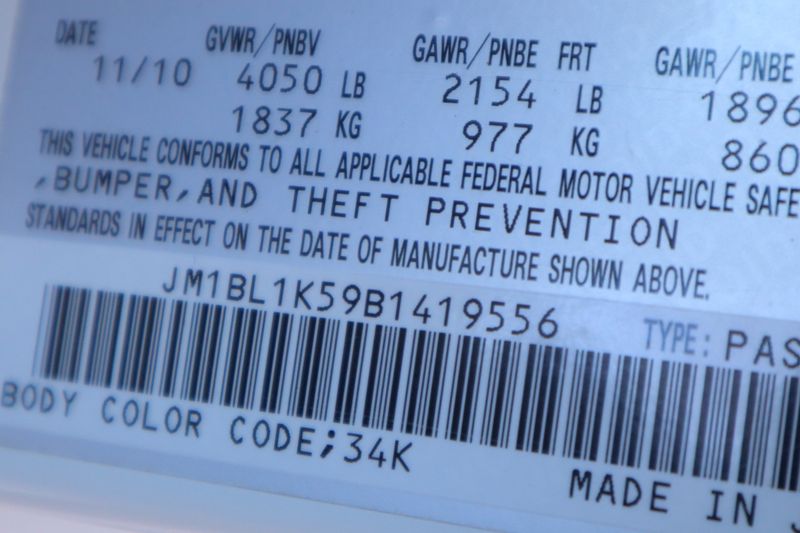 DATE GVWR/PNBV GAWR/PNBE FRT GAWR/PNBE
11/10 4050 LB 2154 LB 1896
1837 KG 977 KG 860
THIS VEHICLE CONFORMS TO ALL APPLICABLE FEDERAL MOTOR VEHICLE SAFE
,BUMPER,AND THEFT PREVENTION
STANDARDS IN EFFECT ON THE DATE OF MANUFACTURE SHOWN ABOVE.
JM1BL1K59B1419556 TYPE: PAS
BODY COLOR CODE;34K
MADE IN J